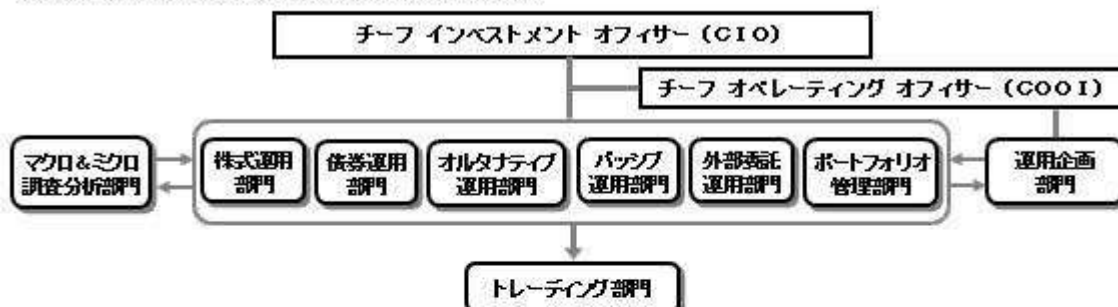 チーフ インベストメント オフィサー (CIO)
チーフ オペレーティング オフィサー (COOI)
マクロ&ミクロ
調査分析部門
株式運用
部門
債券運用
部門
オルタナティブ
運用部門
パッシブ
運用部門
外部委託
運用部門
ポートフォリオ
管理部門
運用企画
部門
トレーディング部門